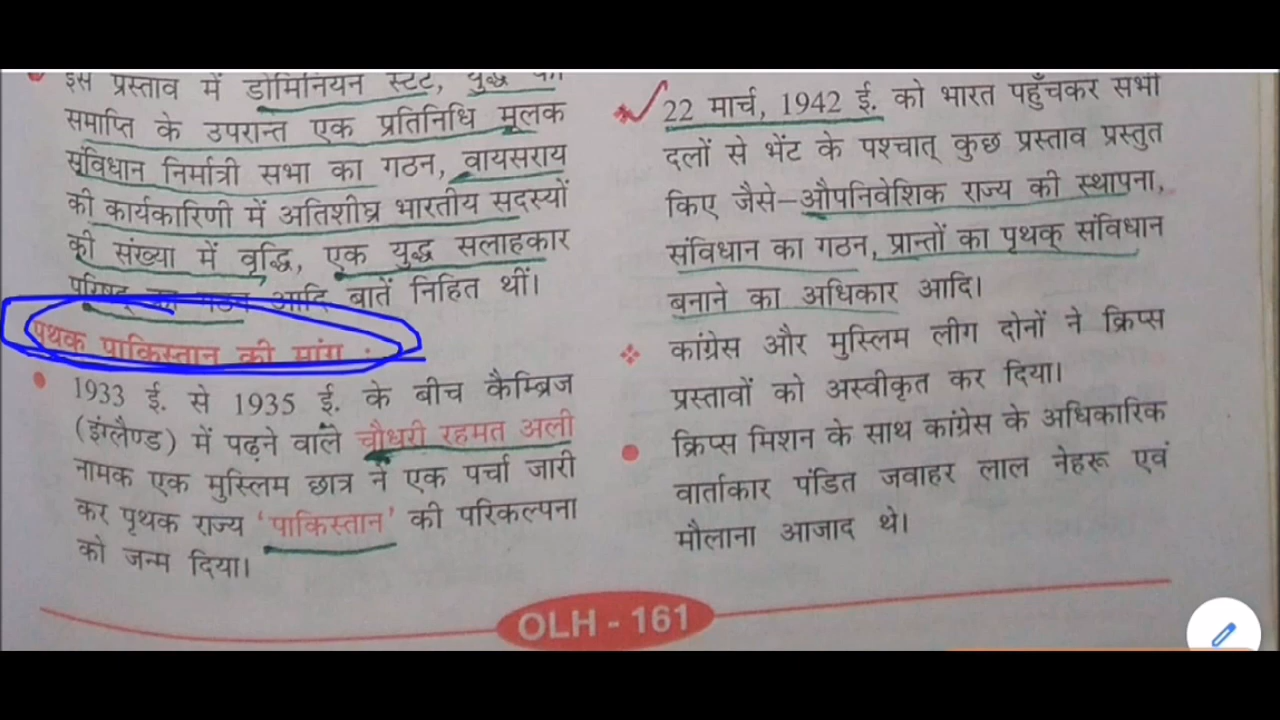 इस प्रस्ताव में डोमिनियन स्टेट, युद्ध की
समाप्ति के उपरान्त एक प्रतिनिधि मूलक
संविधान निर्मात्री सभा का गठन, वायसराय
की कार्यकारिणी में अतिशीघ्र भारतीय सदस्यों
की संख्या में वृद्धि, एक युद्ध सलाहकार
परिषद् का गठन आदि बातें निहित थीं।
पृथक पाकिस्तान की मांग :
1933 ई. से 1935 ई. के बीच कैम्ब्रिज
(इंग्लैण्ड) में पढ़ने वाले चौधरी रहमत अली
नामक एक मुस्लिम छात्र ने एक पर्चा जारी
कर पृथक राज्य 'पाकिस्तान' की परिकल्पना
को जन्म दिया।
22 मार्च, 1942 ई. को भारत पहुँचकर सभी
दलों से भेंट के पश्चात् कुछ प्रस्ताव प्रस्तुत
किए जैसे–औपनिवेशिक राज्य की स्थापना,
संविधान का गठन, प्रान्तों का पृथक् संविधान
बनाने का अधिकार आदि।
कांग्रेस और मुस्लिम लीग दोनों ने क्रिप्स
प्रस्तावों को अस्वीकृत कर दिया।
क्रिप्स मिशन के साथ कांग्रेस के अधिकारिक
वार्ताकार पंडित जवाहर लाल नेहरू एवं
मौलाना आजाद थे।
OLH - 161